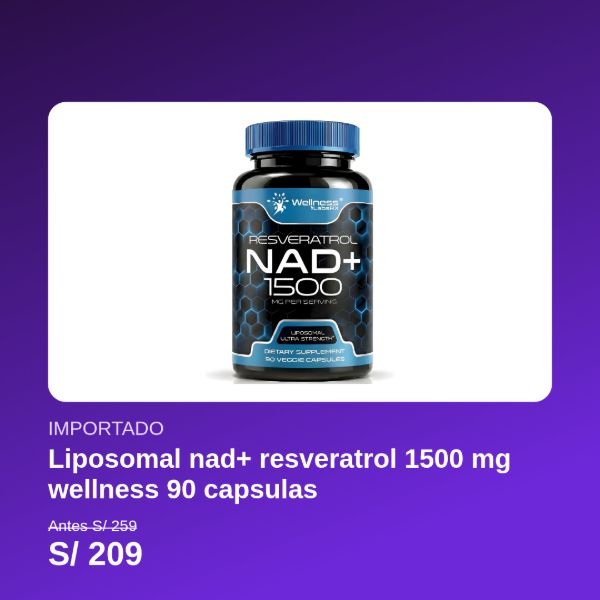 Wellness®
LabsRX
RESVERATROL
NAD+
1500
MG PER SERVING
LIPOSOMAL
ULTRA STRENGTH*
DIETARY SUPPLEMENT
90 VEGGIE CAPSULES
IMPORTADO
Liposomal nad+ resveratrol 1500 mg
wellness 90 capsulas
Antes S/ 259
S/ 209